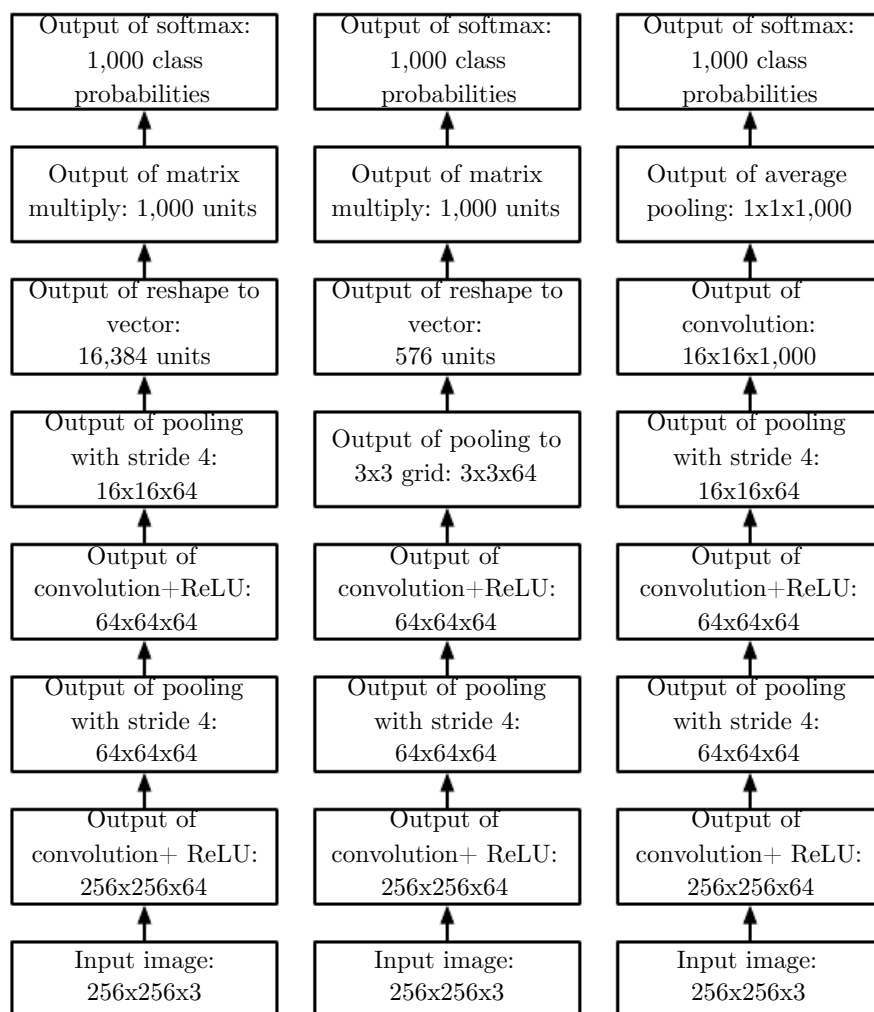 Output of softmax:
1,000 class
probabilities
Output of matrix
multiply: 1,000 units
Output of reshape to
vector:
16,384 units
Output of pooling
with stride 4:
16x16x64
Output of
convolution+ReLU:
64x64x64
Output of pooling
with stride 4:
64x64x64
Output of
convolution+ ReLU:
256x256x64
Input image:
256x256x3
Output of softmax:
1,000 class
probabilities
Output of matrix
multiply: 1,000 units
Output of reshape to
vector:
576 units
Output of pooling to
3x3 grid: 3x3x64
Output of
convolution+ReLU:
64x64x64
Output of pooling
with stride 4:
64x64x64
Output of
convolution+ ReLU:
256x256x64
Input image:
256x256x3
Output of softmax:
1,000 class
probabilities
Output of average
pooling: 1x1x1,000
Output of
convolution:
16x16x1,000
Output of pooling
with stride 4:
16x16x64
Output of
convolution+ReLU:
64x64x64
Output of pooling
with stride 4:
64x64x64
Output of
convolution+ ReLU:
256x256x64
Input image:
256x256x3